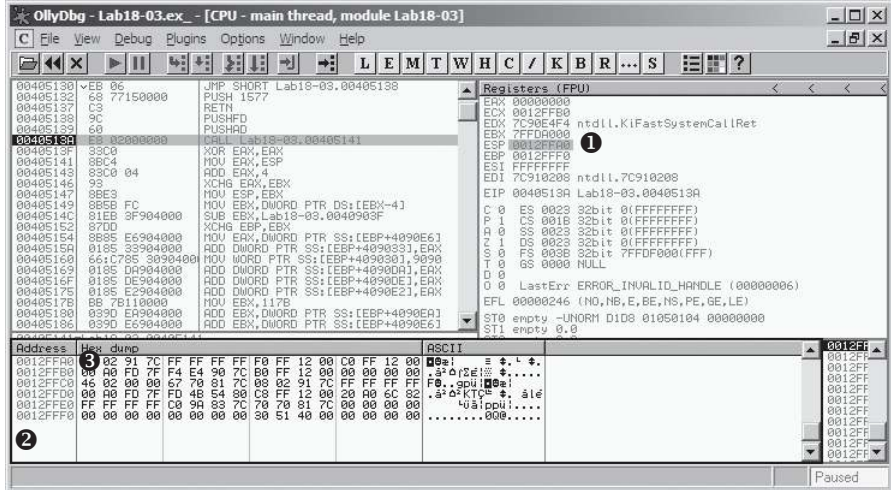 OllyDbg - Lab18-03.ex_ - [CPU - main thread, module Lab18-03]
C File View Debug Plugins Options Window Help
L E M T W H C / K B R ... S ?
00405130 EB 06 JMP SHORT Lab18-03.00405138
00405132 68 77150000 PUSH 1577
00405137 C3 RETN
00405138 9C PUSHFD
00405139 60 PUSHAD
0040513A E8 02000000 CALL Lab18-03.00405141
0040513F 33C0 XOR EAX,EAX
00405141 8BC4 MOV EAX,ESP
00405143 83C0 04 ADD EAX,4
00405146 93 XCHG EAX,EBX
00405147 8BE3 MOV ESP,EBX
00405149 8B5B FC MOV EBX,DWORD PTR DS:[EBX-4]
0040514C 81EB 3F904000 SUB EBX,Lab18-03.0040903F
00405152 87DD XCHG EBP,EBX
00405154 8B85 E6904000 MOV EAX,DWORD PTR SS:[EBP+4090E6]
0040515A 0185 33904000 ADD DWORD PTR SS:[EBP+409033],EAX
00405160 66:C785 30904000 MOV WORD PTR SS:[EBP+409030],9090
00405169 0185 DA904000 ADD DWORD PTR SS:[EBP+4090DA],EAX
0040516F 0185 DE904000 ADD DWORD PTR SS:[EBP+4090DE],EAX
00405175 0185 E2904000 ADD DWORD PTR SS:[EBP+4090E2],EAX
0040517B BB 7B110000 MOV EBX,117B
00405180 039D EA904000 ADD EBX,DWORD PTR SS:[EBP+4090EA]
00405186 039D E6904000 ADD EBX,DWORD PTR SS:[EBP+4090E6]
Registers (FPU) < < <
EAX 00000000
ECX 0012FFB0
EDX 7C90E4F4 ntdll.KiFastSystemCallRet
EBX 7FFDA000
ESP 0012FFA0 ❶
EBP 0012FFF0
ESI FFFFFFFF
EDI 7C910208 ntdll.7C910208
EIP 0040513A Lab18-03.0040513A
C 0 ES 0023 32bit 0(FFFFFFFF)
P 1 CS 001B 32bit 0(FFFFFFFF)
A 0 SS 0023 32bit 0(FFFFFFFF)
Z 1 DS 0023 32bit 0(FFFFFFFF)
S 0 FS 003B 32bit 7FFDF000(FFF)
T 0 GS 0000 NULL
D 0
O 0 LastErr ERROR_INVALID_HANDLE (00000006)
EFL 00000246 (NO,NB,E,BE,NS,PE,GE,LE)
ST0 empty -UNORM D1D8 01050104 00000000
ST1 empty 0.0
Address Hex dump ASCII
0012FFA0 ❸ 02 91 7C FF FF FF FF F0 FF 12 00 C0 FF 12 00
0012FFB0 00 A0 FD 7F F4 E4 90 7C B0 FF 12 00 00 00 00 00
0012FFC0 46 02 00 00 67 70 81 7C 08 02 91 7C FF FF FF FF
0012FFD0 00 A0 FD 7F FD 4B 54 80 C8 FF 12 00 20 A0 6C 82
0012FFE0 FF FF FF FF C0 9A 83 7C 70 70 81 7C 00 00 00 00
0012FFF0 00 00 00 00 00 00 00 00 30 51 40 00 00 00 00 00 ........0Q@.....
❷
0012FF
0012FF
0012FF
0012FF
0012FF
0012FF
0012FF
0012FF
0012FF
Paused